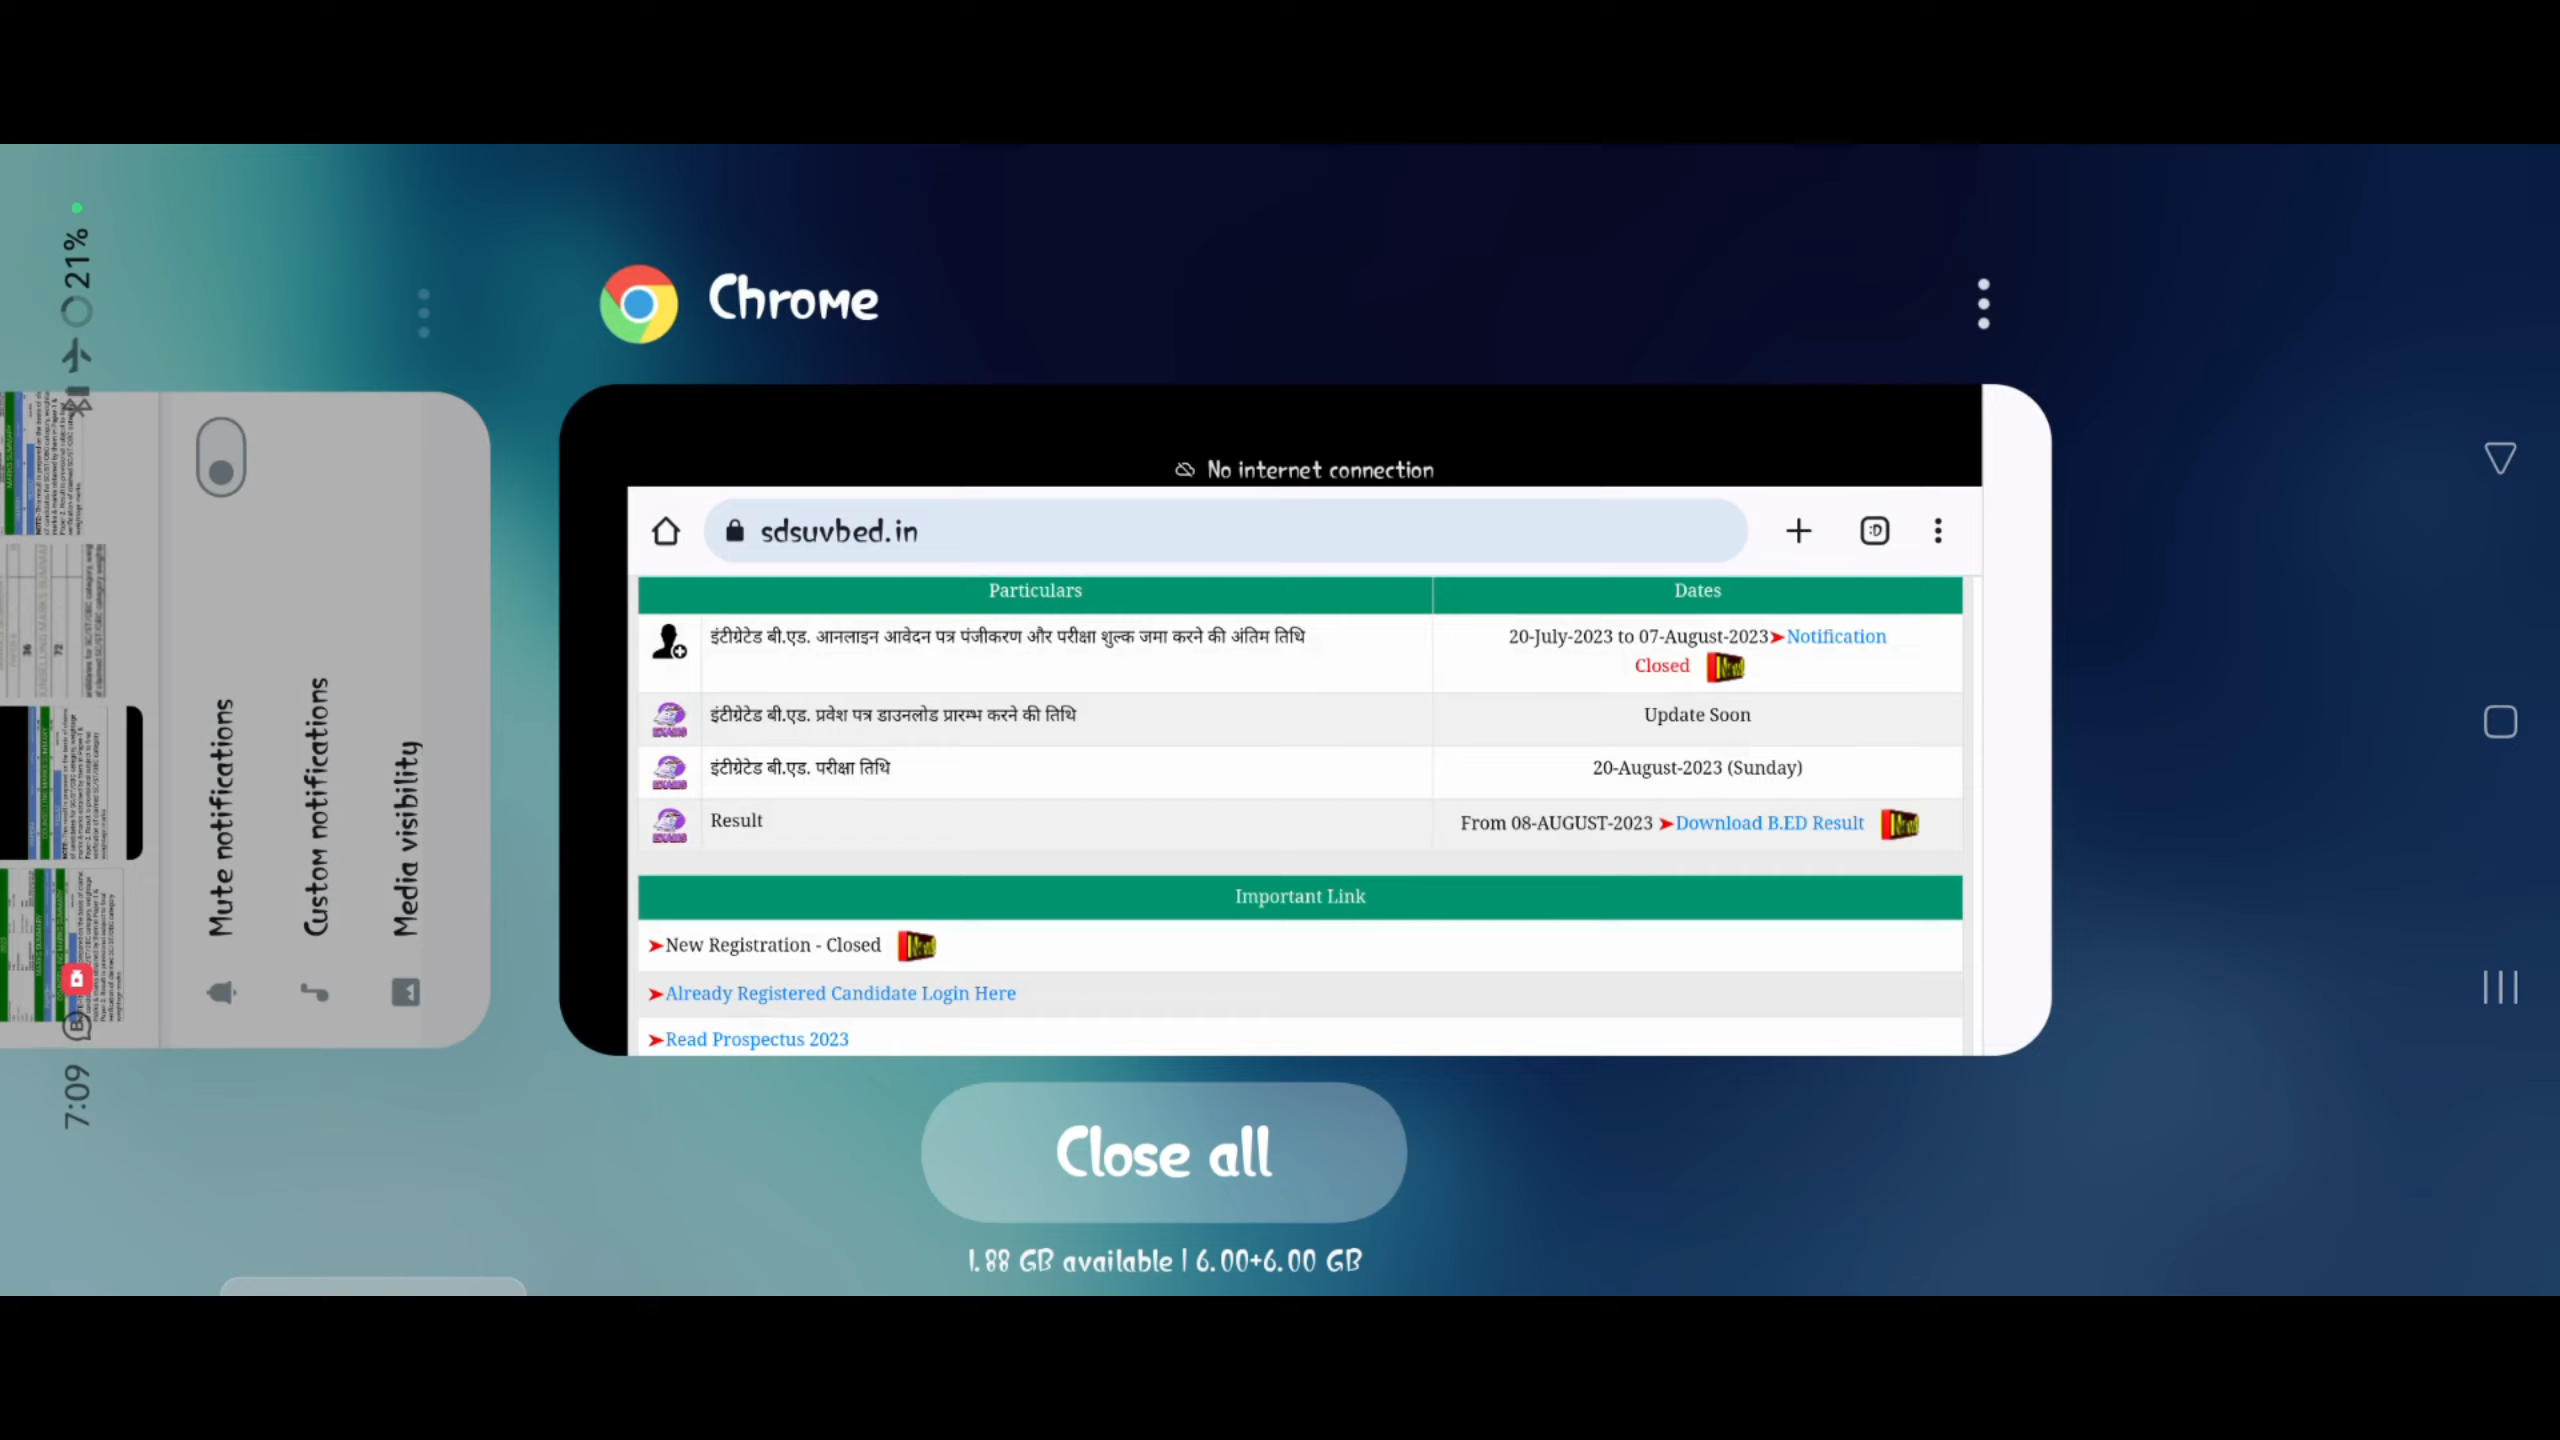 21%
7:09
Mute notifications
Custom notifications
Media visibility
Chrome
No internet connection
sdsuvbed.in
Particulars Dates
इंटीग्रेटेड बी.एड. आनलाइन आवेदन पत्र पंजीकरण और परीक्षा शुल्क जमा करने की अंतिम तिथि 20-July-2023 to 07-August-2023➤Notification
Closed
इंटीग्रेटेड बी.एड. प्रवेश पत्र डाउनलोड प्रारम्भ करने की तिथि Update Soon
इंटीग्रेटेड बी.एड. परीक्षा तिथि 20-August-2023 (Sunday)
Result From 08-AUGUST-2023 ➤Download B.ED Result
Important Link
➤New Registration - Closed
➤Already Registered Candidate Login Here
➤Read Prospectus 2023
Close all
1.88 GB available | 6.00+6.00 GB